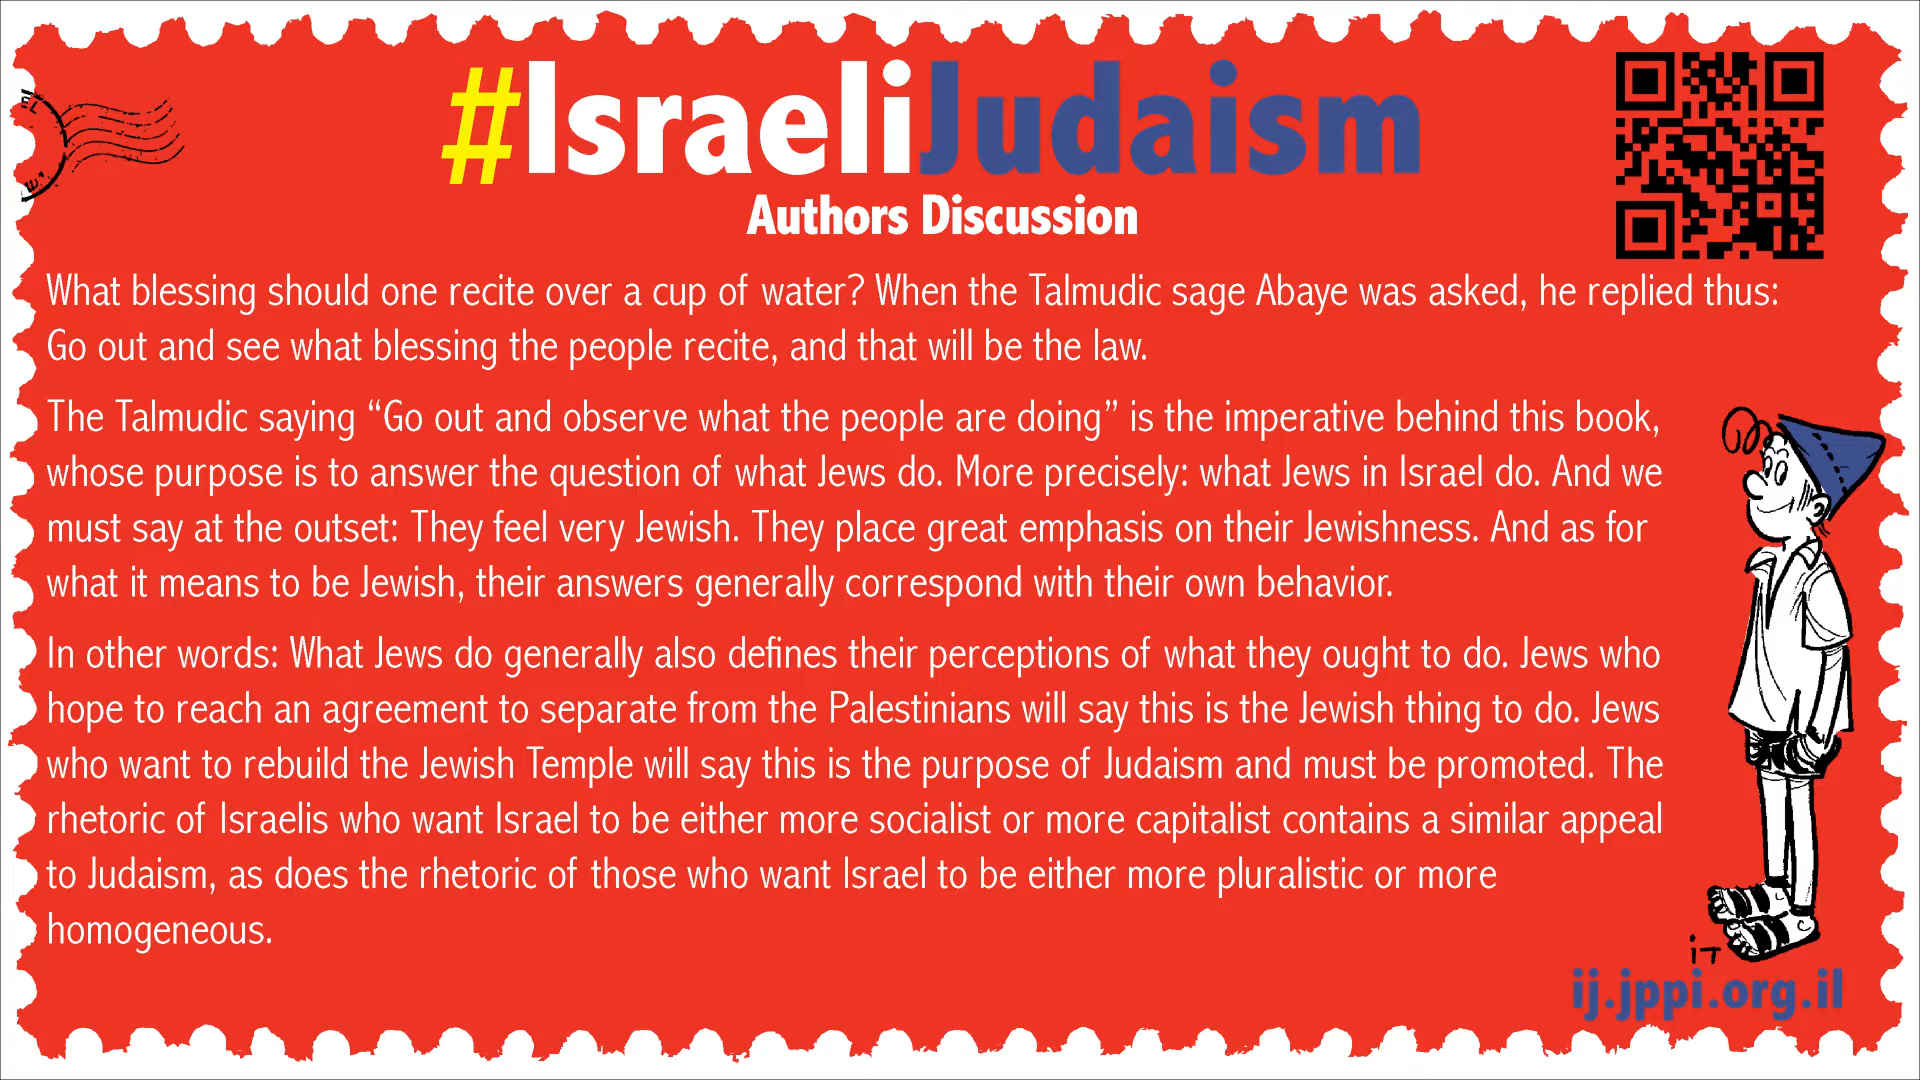 #IsraeliJudaism
Authors Discussion
What blessing should one recite over a cup of water? When the Talmudic sage Abaye was asked, he replied thus:
Go out and see what blessing the people recite, and that will be the law.
The Talmudic saying “Go out and observe what the people are doing” is the imperative behind this book,
whose purpose is to answer the question of what Jews do. More precisely: what Jews in Israel do. And we
must say at the outset: They feel very Jewish. They place great emphasis on their Jewishness. And as for
what it means to be Jewish, their answers generally correspond with their own behavior.
In other words: What Jews do generally also defines their perceptions of what they ought to do. Jews who
hope to reach an agreement to separate from the Palestinians will say this is the Jewish thing to do. Jews
who want to rebuild the Jewish Temple will say this is the purpose of Judaism and must be promoted. The
rhetoric of Israelis who want Israel to be either more socialist or more capitalist contains a similar appeal
to Judaism, as does the rhetoric of those who want Israel to be either more pluralistic or more
homogeneous.
ij.jppi.org.il